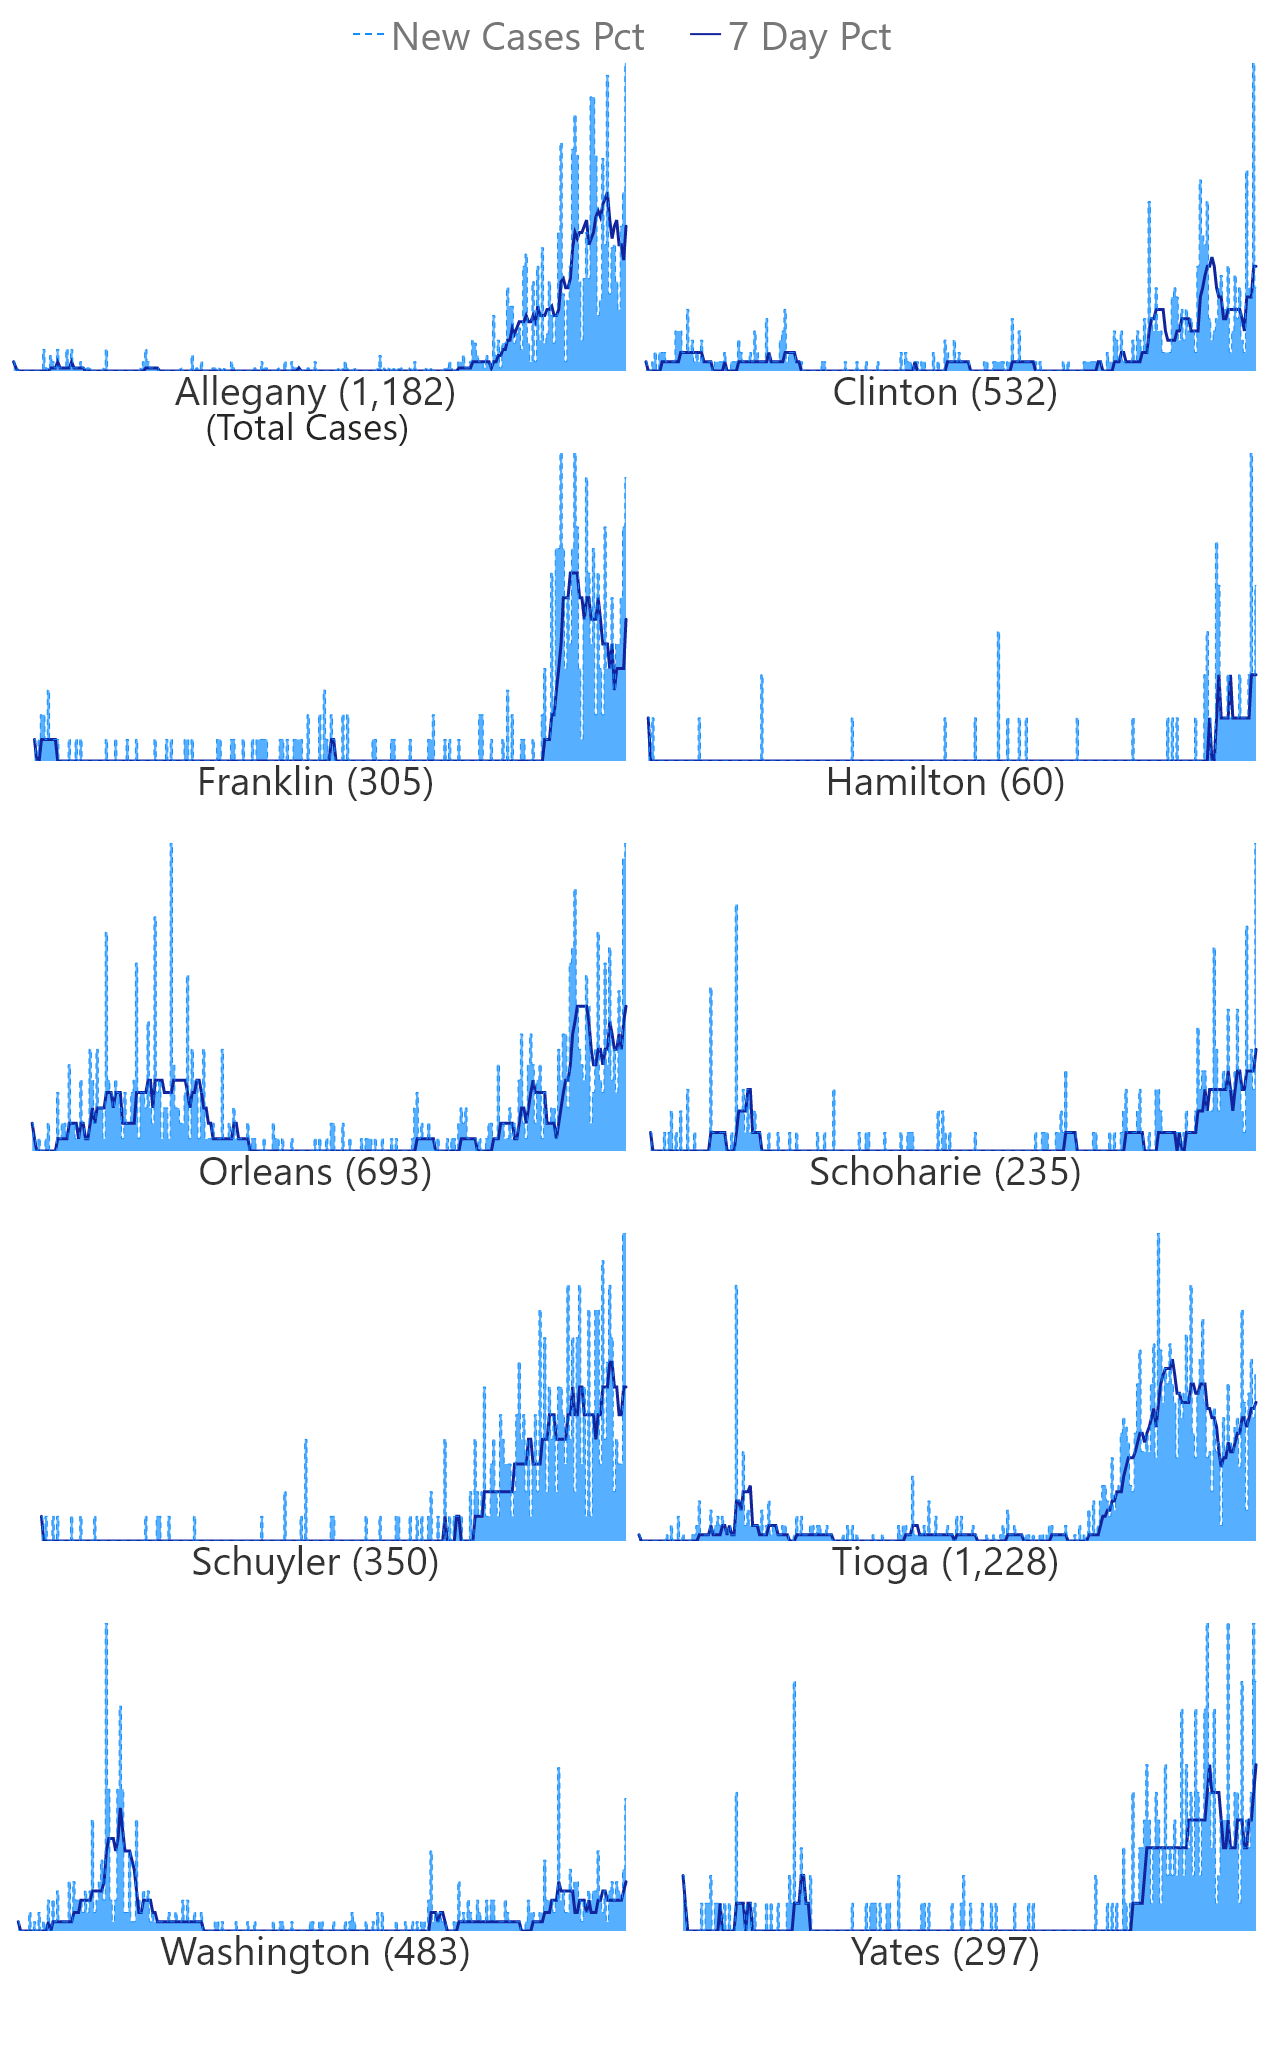 New Cases Pct 7 Day Pct
Allegany (1,182) Clinton (532)
(Total Cases)
Franklin (305) Hamilton (60)
Orleans (693) Schoharie (235)
Schuyler (350) Tioga (1,228)
Washington (483) Yates (297)